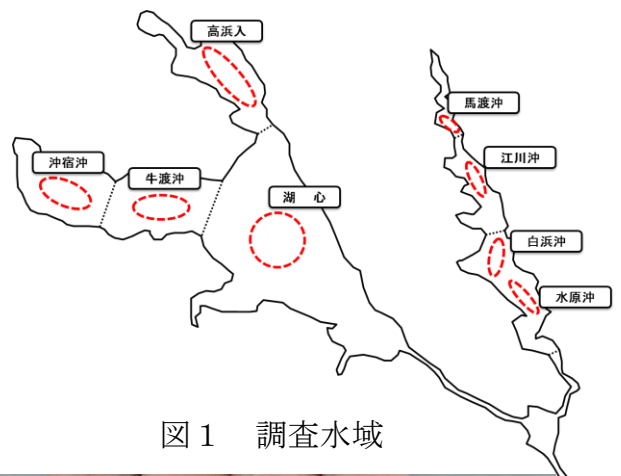 高浜入
馬渡沖
江川沖
沖宿沖
牛渡沖
湖　心
白浜沖
水原沖
図１　調査水域